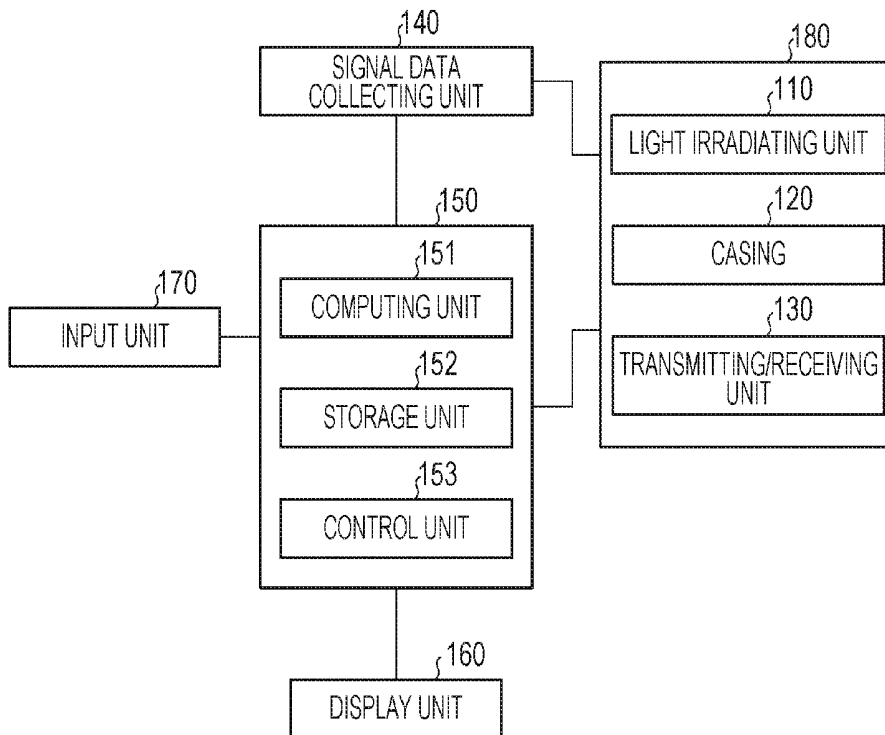 140
SIGNAL DATA
COLLECTING UNIT
180
110
LIGHT IRRADIATING UNIT
120
CASING
130
TRANSMITTING/RECEIVING
UNIT
150
151
COMPUTING UNIT
152
STORAGE UNIT
153
CONTROL UNIT
170
INPUT UNIT
160
DISPLAY UNIT